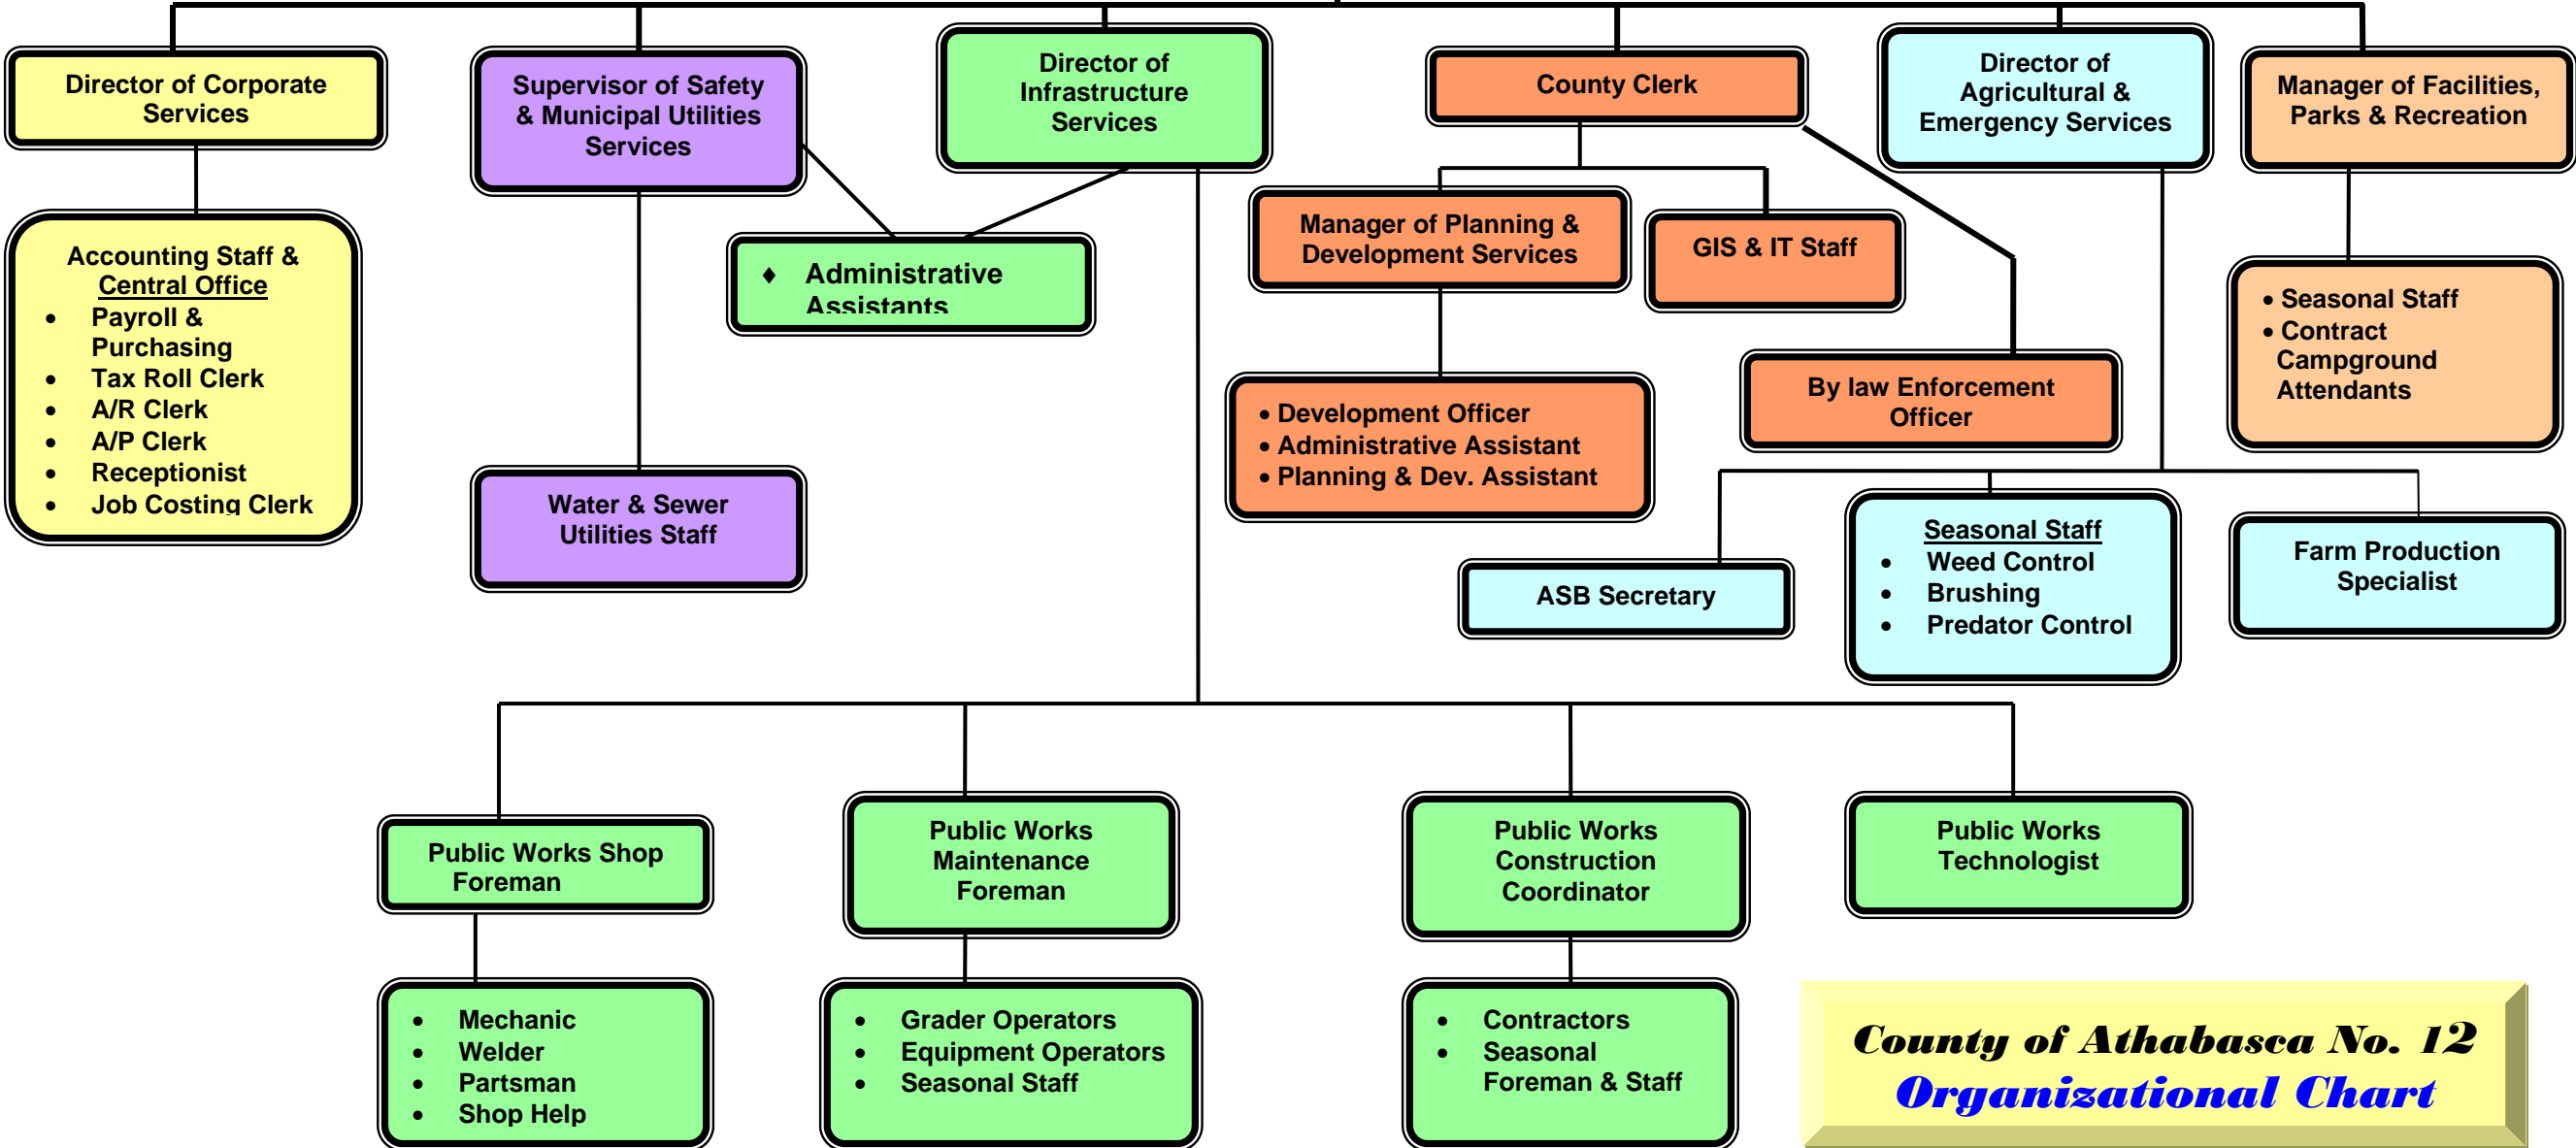 Director of Corporate
Services
Supervisor of Safety
& Municipal Utilities
Services
Director of
Infrastructure
Services
County Clerk
Director of
Agricultural &
Emergency Services
Manager of Facilities,
Parks & Recreation
Accounting Staff &
Central Office
• Payroll &
Purchasing
• Tax Roll Clerk
• A/R Clerk
• A/P Clerk
• Receptionist
• Job Costing Clerk
♦ Administrative
Assistants
Manager of Planning &
Development Services
GIS & IT Staff
• Seasonal Staff
• Contract
Campground
Attendants
• Development Officer
• Administrative Assistant
• Planning & Dev. Assistant
By law Enforcement
Officer
Water & Sewer
Utilities Staff
ASB Secretary
Seasonal Staff
• Weed Control
• Brushing
• Predator Control
Farm Production
Specialist
Public Works Shop
Foreman
Public Works
Maintenance
Foreman
Public Works
Construction
Coordinator
Public Works
Technologist
• Mechanic
• Welder
• Partsman
• Shop Help
• Grader Operators
• Equipment Operators
• Seasonal Staff
• Contractors
• Seasonal
Foreman & Staff
County of Athabasca No. 12
Organizational Chart